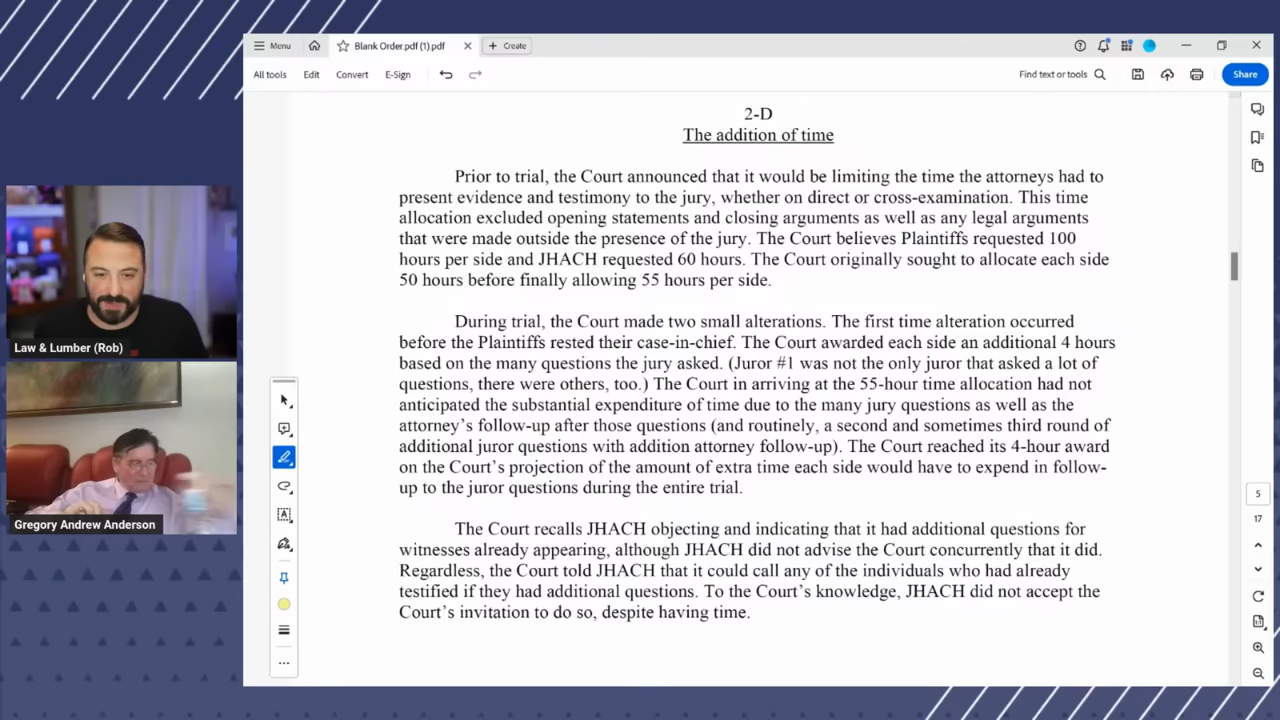 Menu
Blank Order.pdf (1).pdf
Create
All tools
Edit
Convert
E-Sign
Find text or tools
Share
2-D
The addition of time
Prior to trial, the Court announced that it would be limiting the time the attorneys had to
present evidence and testimony to the jury, whether on direct or cross-examination. This time
allocation excluded opening statements and closing arguments as well as any legal arguments
that were made outside the presence of the jury. The Court believes Plaintiffs requested 100
hours per side and JHACH requested 60 hours. The Court originally sought to allocate each side
50 hours before finally allowing 55 hours per side.
During trial, the Court made two small alterations. The first time alteration occurred
before the Plaintiffs rested their case-in-chief. The Court awarded each side an additional 4 hours
based on the many questions the jury asked. (Juror #1 was not the only juror that asked a lot of
questions, there were others, too.) The Court in arriving at the 55-hour time allocation had not
anticipated the substantial expenditure of time due to the many jury questions as well as the
attorney's follow-up after those questions (and routinely, a second and sometimes third round of
additional juror questions with addition attorney follow-up). The Court reached its 4-hour award
on the Court's projection of the amount of extra time each side would have to expend in follow-
up to the juror questions during the entire trial.
The Court recalls JHACH objecting and indicating that it had additional questions for
witnesses already appearing, although JHACH did not advise the Court concurrently that it did.
Regardless, the Court told JHACH that it could call any of the individuals who had already
testified if they had additional questions. To the Court's knowledge, JHACH did not accept the
Court's invitation to do so, despite having time.
Law & Lumber (Rob)
Gregory Andrew Anderson
5
17